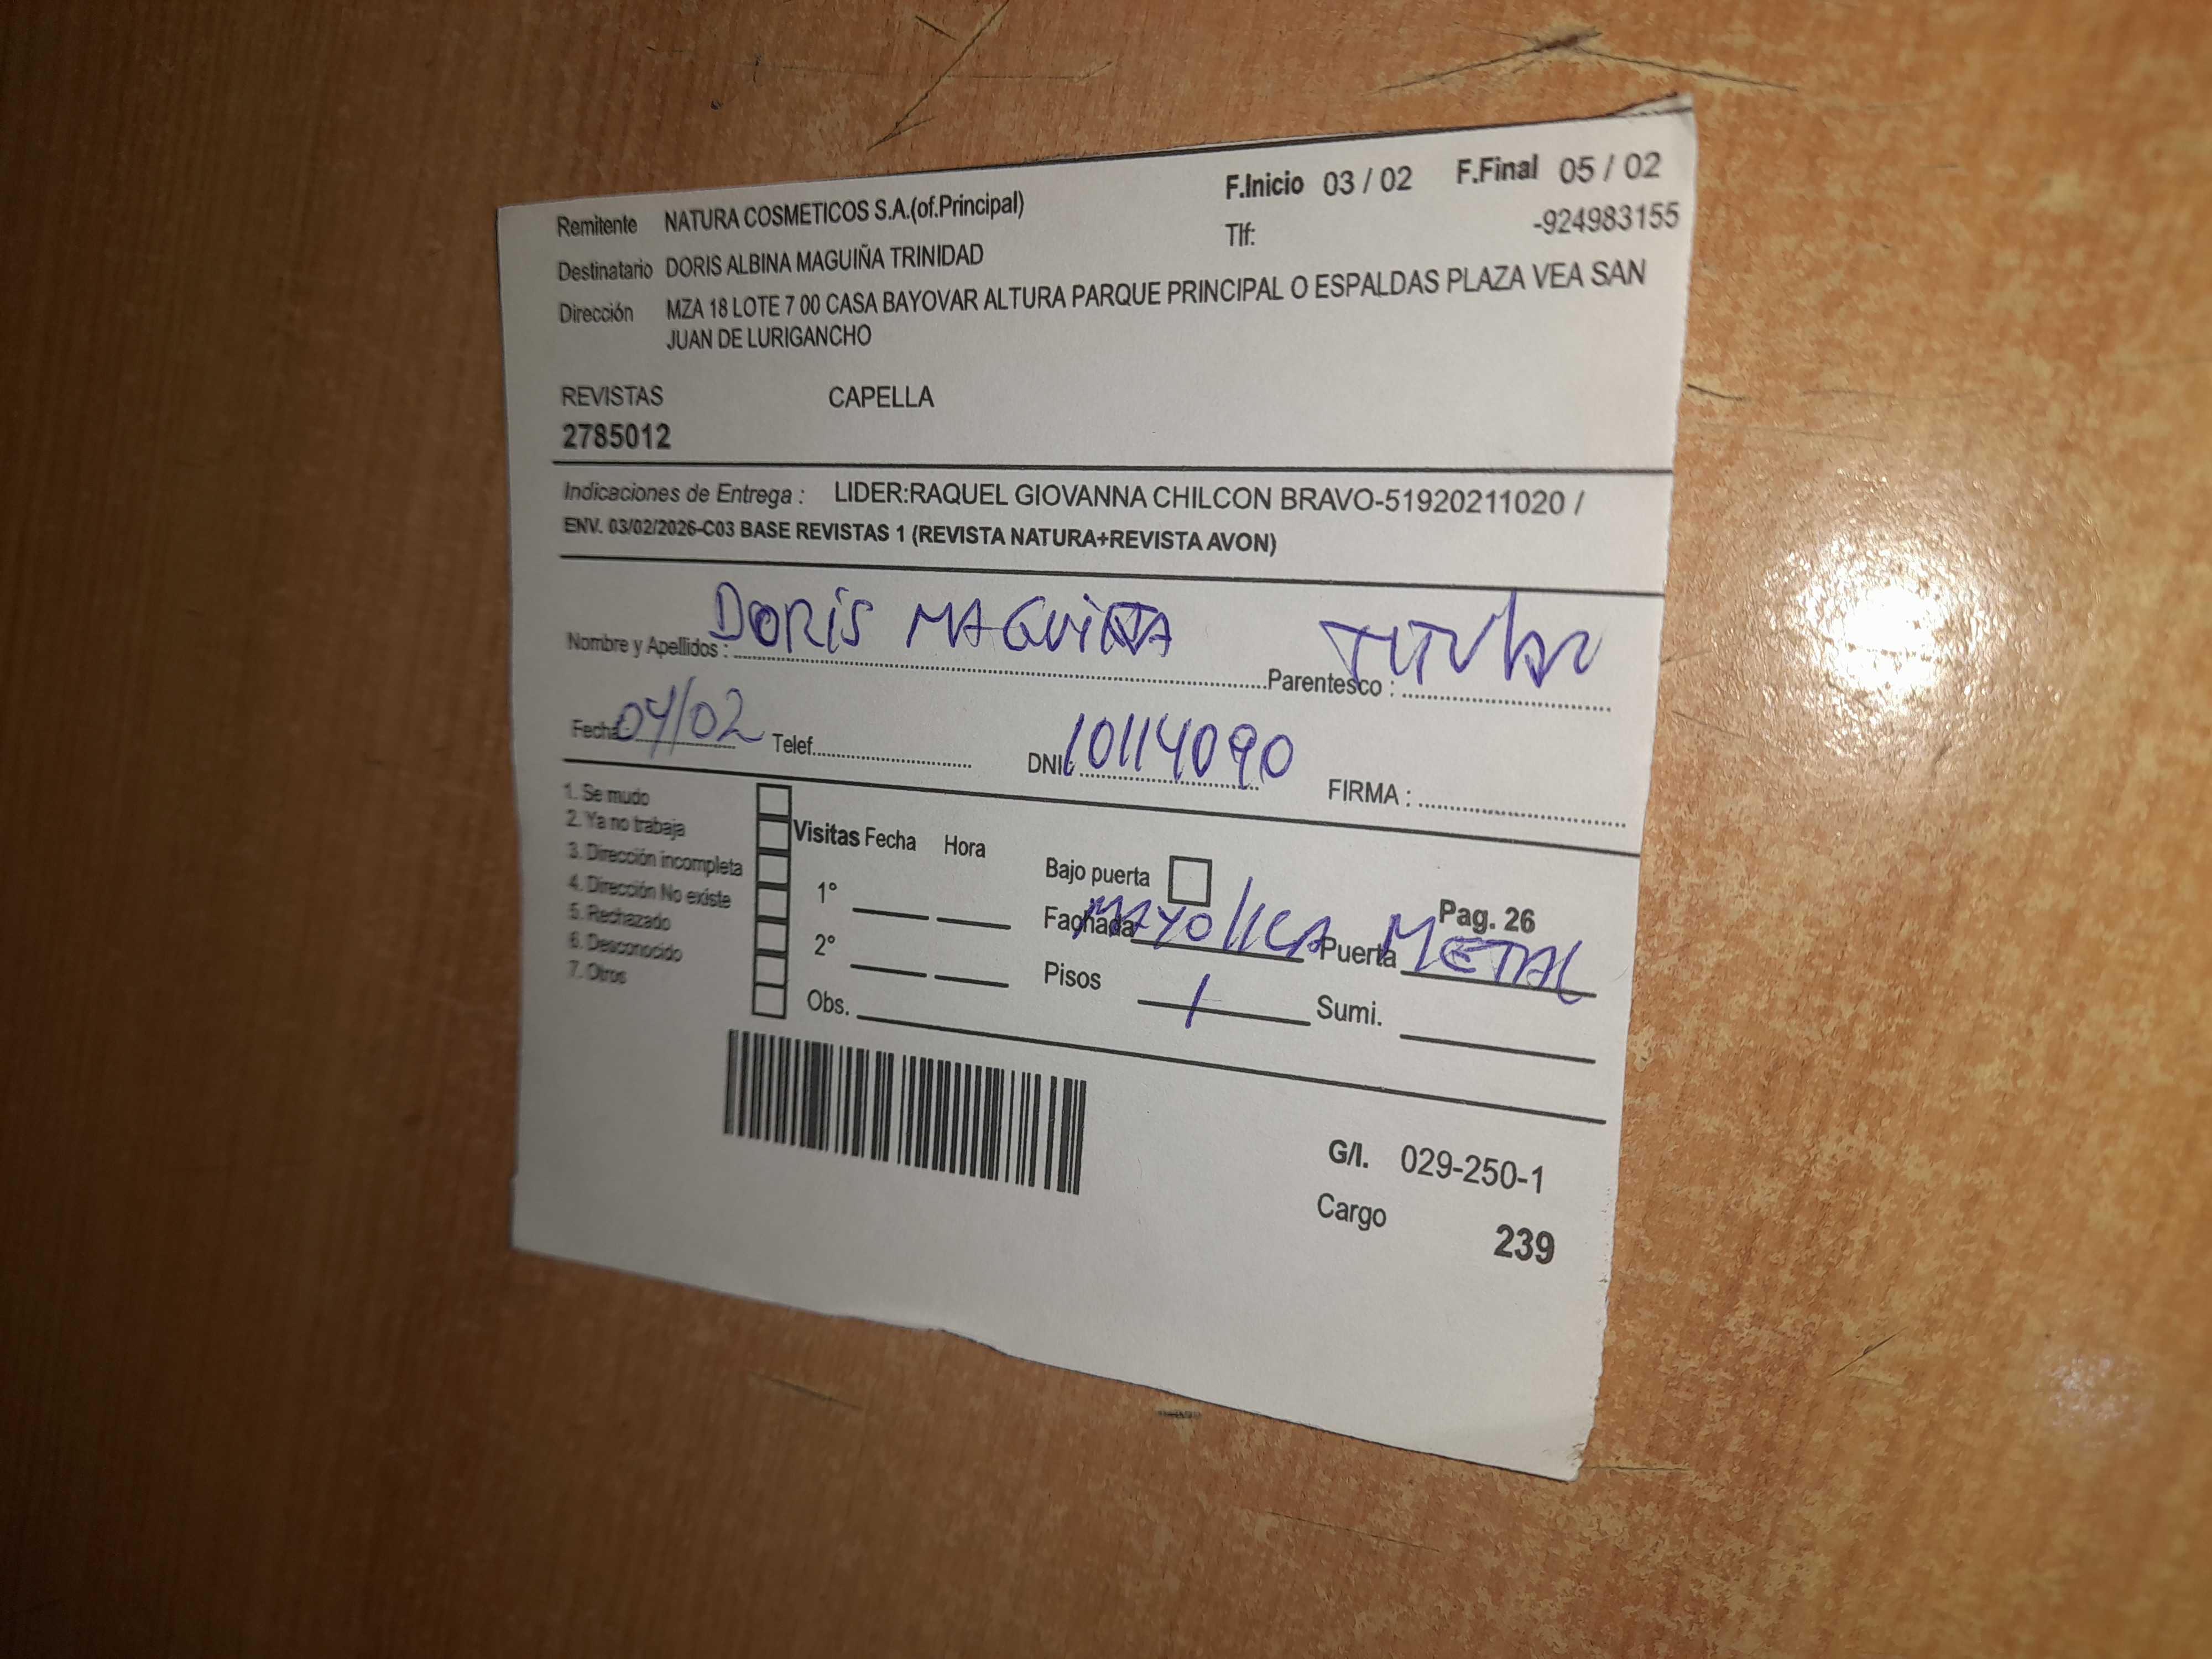 Remitente NATURA COSMETICOS S.A.(of.Principal) F.Inicio 03 / 02 F.Final 05 / 02
Tlf: -924983155
Destinatario DORIS ALBINA MAGUIÑA TRINIDAD
Dirección MZA 18 LOTE 7 00 CASA BAYOVAR ALTURA PARQUE PRINCIPAL O ESPALDAS PLAZA VEA SAN
JUAN DE LURIGANCHO
REVISTAS CAPELLA
2785012
Indicaciones de Entrega : LIDER:RAQUEL GIOVANNA CHILCON BRAVO-51920211020 /
ENV. 03/02/2026-C03 BASE REVISTAS 1 (REVISTA NATURA+REVISTA AVON)
Nombre y Apellidos : DORIS MAGUIÑA Parentesco : TITULAR
Fecha: 04/02 Telef. DNI: 10114090 FIRMA :
1. Se mudo
2. Ya no trabaja
3. Dirección incompleta
4. Dirección No existe
5. Rechazado
6. Desconocido
7. Otros
Visitas Fecha Hora
1°
2°
Obs.
Bajo puerta Pag. 26
Fachada MAYOLICA Puerta METAL
Pisos 1 Sumi.
G/I. 029-250-1
Cargo 239